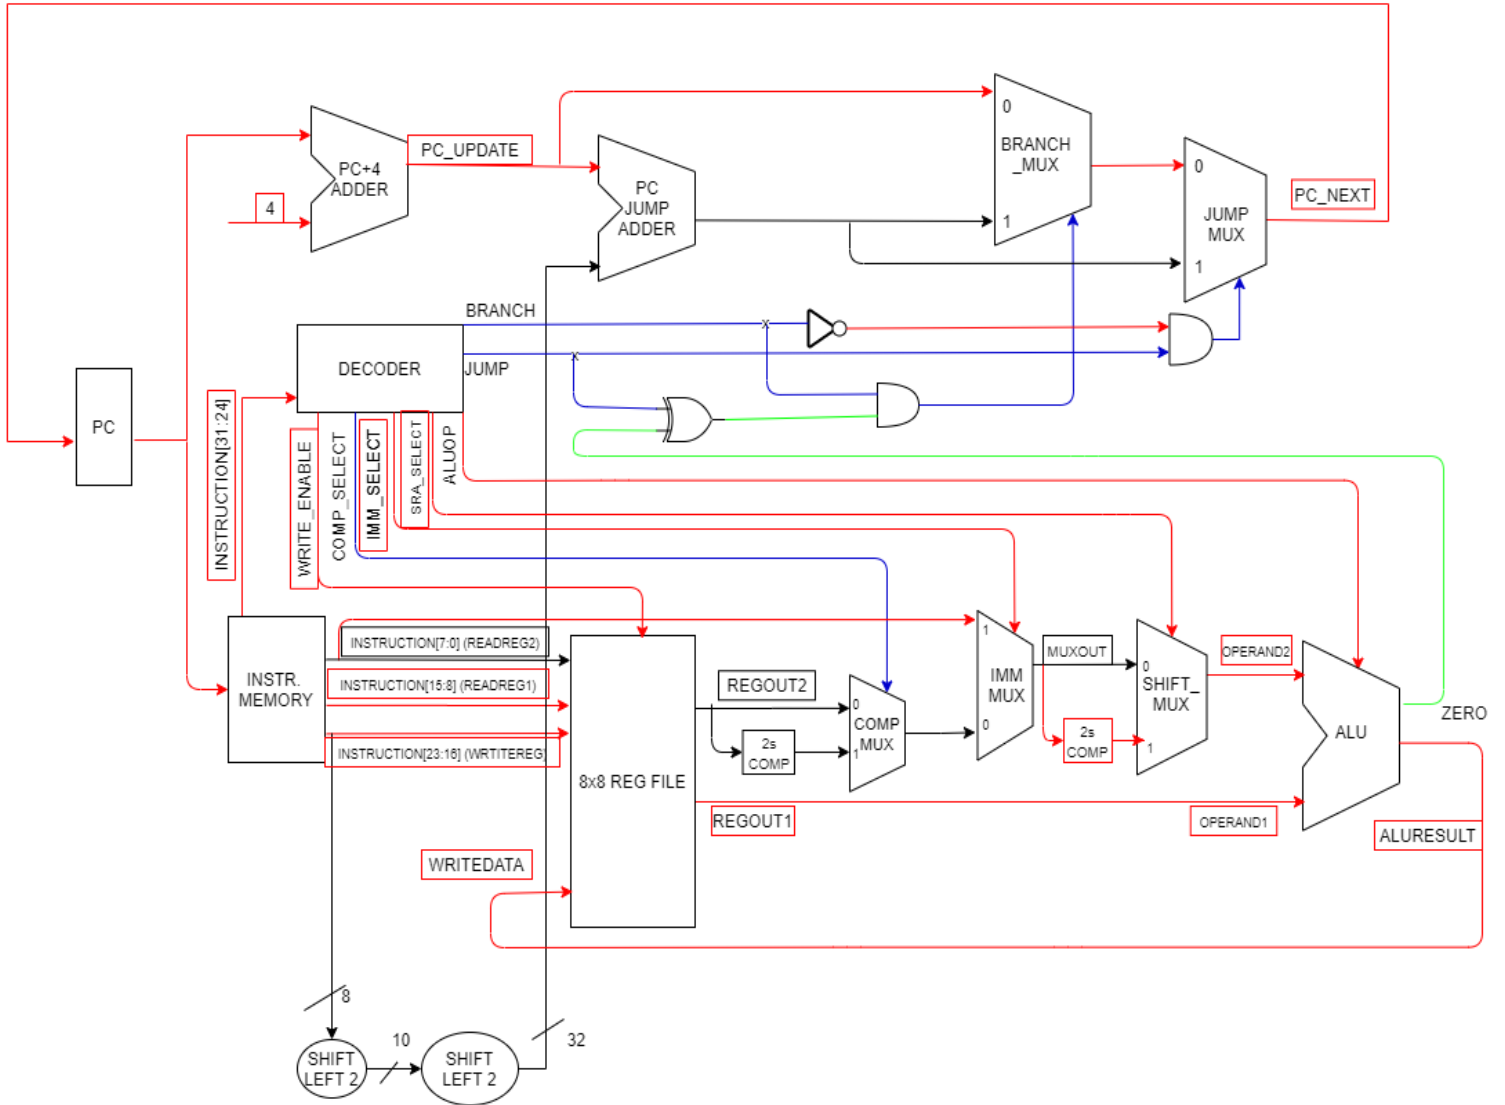 0
BRANCH
_MUX
1
PC_UPDATE
PC+4
ADDER
4
PC
JUMP
ADDER
0
JUMP
MUX
1
PC_NEXT
BRANCH
x
DECODER
x
JUMP
PC
INSTRUCTION[31:24]
WRITE_ENABLE
COMP_SELECT
IMM_SELECT
SRA_SELECT
ALUOP
INSTR.
MEMORY
INSTRUCTION[7:0] (READREG2)
INSTRUCTION[15:8] (READREG1)
INSTRUCTION[23:16] (WRTITEREG)
8x8 REG FILE
REGOUT2
2s
COMP
0
COMP
MUX
1
1
IMM
MUX
0
MUXOUT
2s
COMP
0
SHIFT_
MUX
1
OPERAND2
ALU
ZERO
REGOUT1
OPERAND1
ALURESULT
WRITEDATA
8
SHIFT
LEFT 2
10
SHIFT
LEFT 2
32